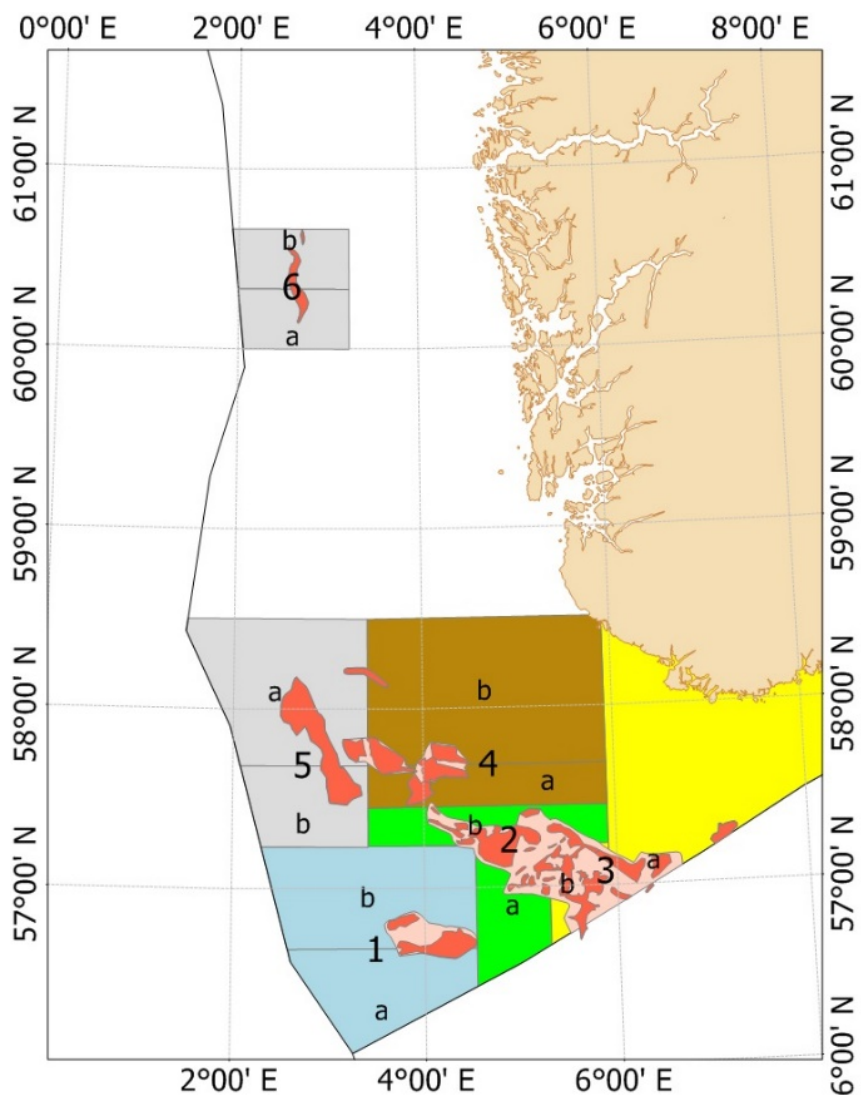 0°00' E 2°00' E 4°00' E 6°00' E 8°00' E
61°00' N 61°00' N
b
6
a
60°00' N 60°00' N
59°00' N 59°00' N
a b
58°00' N 58°00' N
5 4
a
b b 2
3 a
57°00' N 57°00' N
b b
a
1
a
6°00' N
2°00' E 4°00' E 6°00' E